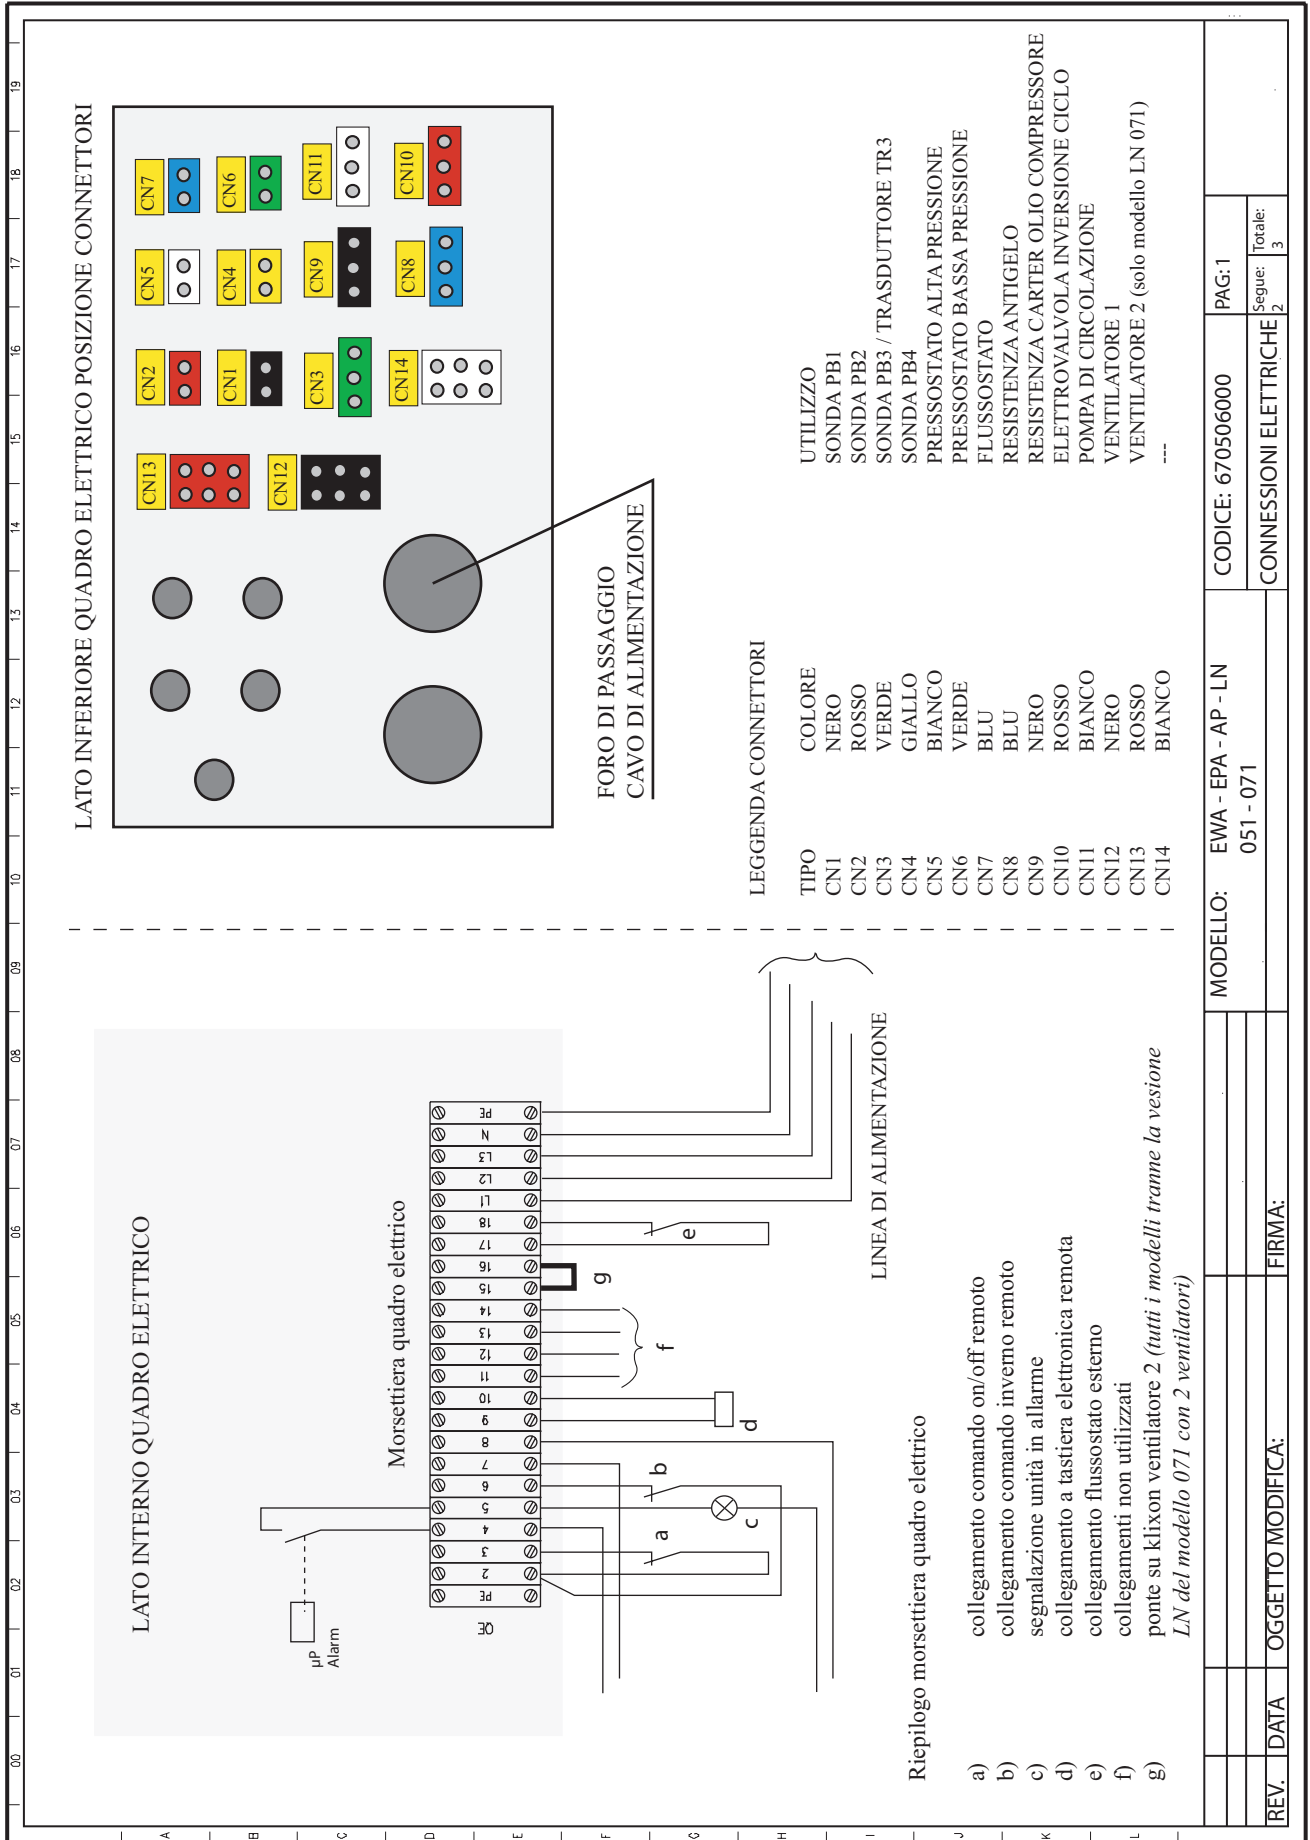 00 01 02 03 04 05 06 07 08 09 10 11 12 13 14 15 16 17 18 19
A
B
C
D
E
F
G
H
I
J
K
L
LATO INTERNO QUADRO ELETTRICO
µP
Alarm
Morsettiera quadro elettrico
QE
PE 2 3 4 5 6 7 8 9 10 11 12 13 14 15 16 17 18 L1 L2 L3 N PE
a
b
c
d
e
f
g
LINEA DI ALIMENTAZIONE
Riepilogo morsettiera quadro elettrico
a) collegamento comando on/off remoto
b) collegamento comando inverno remoto
c) segnalazione unità in allarme
d) collegamento a tastiera elettronica remota
e) collegamento flussostato esterno
f) collegamenti non utilizzati
g) ponte su klixon ventilatore 2 (tutti i modelli tranne la vesione
LN del modello 071 con 2 ventilatori)
LATO INFERIORE QUADRO ELETTRICO POSIZIONE CONNETTORI
CN13 CN2 CN5 CN7
CN12 CN1 CN4 CN6
CN3 CN9 CN11
CN14 CN8 CN10
FORO DI PASSAGGIO
CAVO DI ALIMENTAZIONE
LEGGENDA CONNETTORI
TIPO COLORE UTILIZZO
CN1 NERO SONDA PB1
CN2 ROSSO SONDA PB2
CN3 VERDE SONDA PB3 / TRASDUTTORE TR3
CN4 GIALLO SONDA PB4
CN5 BIANCO PRESSOSTATO ALTA PRESSIONE
CN6 VERDE PRESSOSTATO BASSA PRESSIONE
CN7 BLU FLUSSOSTATO
CN8 BLU RESISTENZA ANTIGELO
CN9 NERO RESISTENZA CARTER OLIO COMPRESSORE
CN10 ROSSO ELETTROVALVOLA INVERSIONE CICLO
CN11 BIANCO POMPA DI CIRCOLAZIONE
CN12 NERO VENTILATORE 1
CN13 ROSSO VENTILATORE 2 (solo modello LN 071)
CN14 BIANCO ---
REV. DATA OGGETTO MODIFICA: FIRMA:
MODELLO: EWA - EPA - AP - LN
051 - 071
CODICE: 670506000
PAG:1
CONNESSIONI ELETTRICHE
Segue:
2
Totale:
3